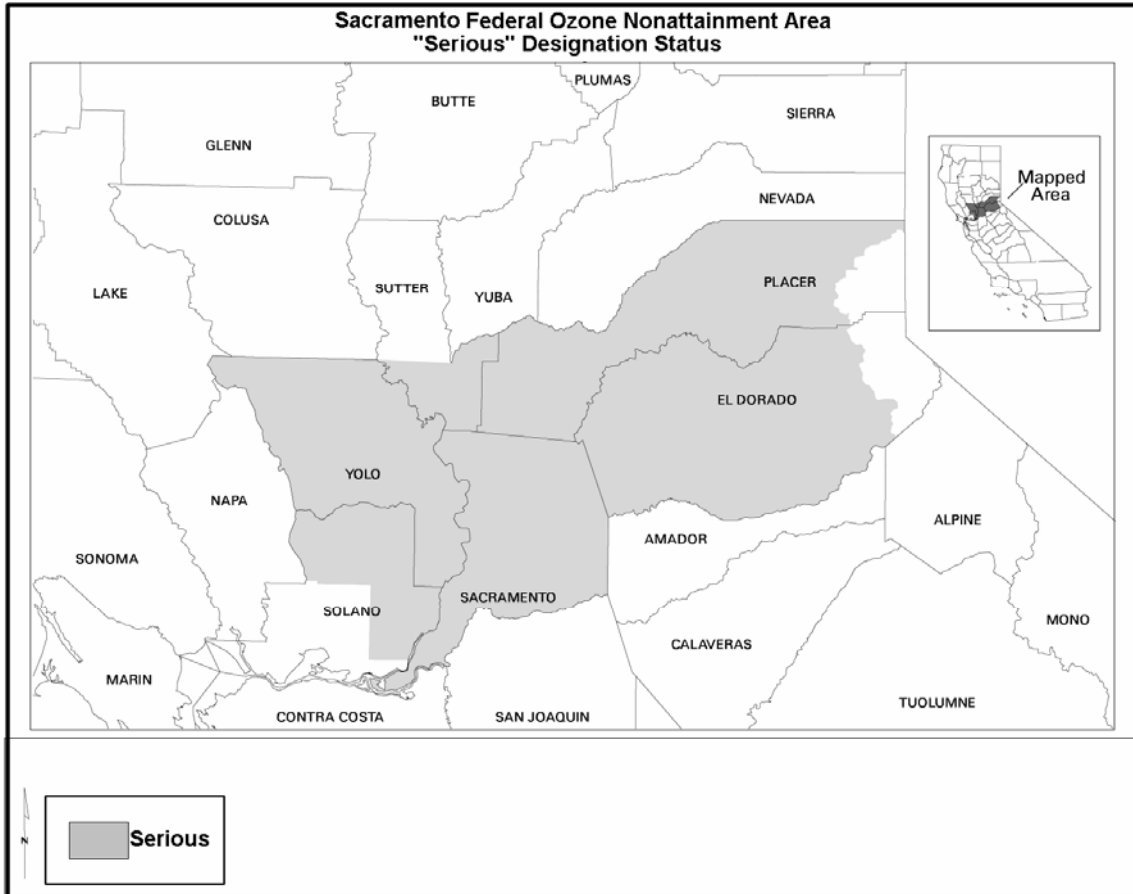 Sacramento Federal Ozone Nonattainment Area
"Serious" Designation Status
PLUMAS
BUTTE
SIERRA
GLENN
Mapped
Area
NEVADA
COLUSA
PLACER
SUTTER
LAKE
YUBA
EL DORADO
YOLO
NAPA
ALPINE
AMADOR
SONOMA
SACRAMENTO
SOLANO
MONO
CALAVERAS
MARIN
TUOLUMNE
CONTRA COSTA
SAN JOAQUIN
N
Serious